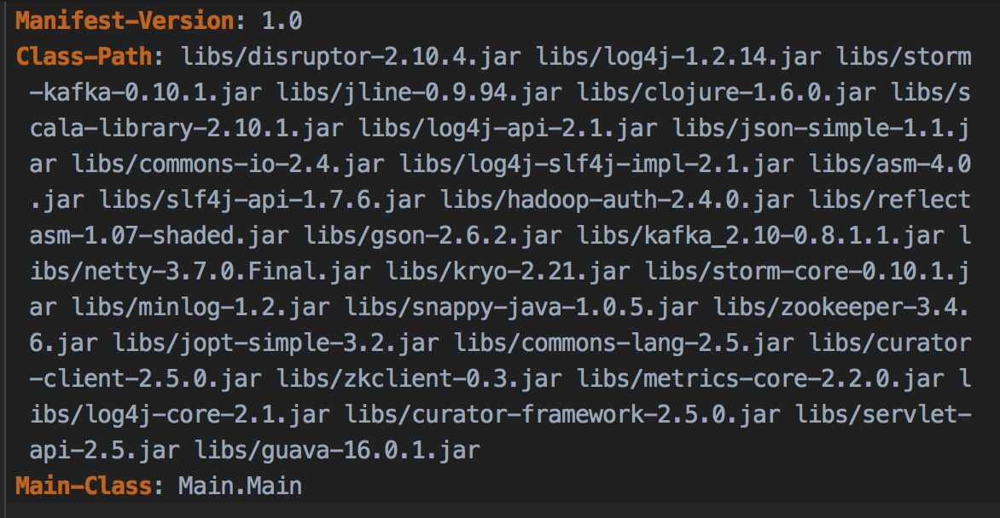 Manifest-Version: 1.0
Class-Path: libs/disruptor-2.10.4.jar libs/log4j-1.2.14.jar libs/storm
-kafka-0.10.1.jar libs/jline-0.9.94.jar libs/clojure-1.6.0.jar libs/s
cala-library-2.10.1.jar libs/log4j-api-2.1.jar libs/json-simple-1.1.j
ar libs/commons-io-2.4.jar libs/log4j-slf4j-impl-2.1.jar libs/asm-4.0
.jar libs/slf4j-api-1.7.6.jar libs/hadoop-auth-2.4.0.jar libs/reflect
asm-1.07-shaded.jar libs/gson-2.6.2.jar libs/kafka_2.10-0.8.1.1.jar l
ibs/netty-3.7.0.Final.jar libs/kryo-2.21.jar libs/storm-core-0.10.1.j
ar libs/minlog-1.2.jar libs/snappy-java-1.0.5.jar libs/zookeeper-3.4.
6.jar libs/jopt-simple-3.2.jar libs/commons-lang-2.5.jar libs/curator
-client-2.5.0.jar libs/zkclient-0.3.jar libs/metrics-core-2.2.0.jar l
ibs/log4j-core-2.1.jar libs/curator-framework-2.5.0.jar libs/servlet-
api-2.5.jar libs/guava-16.0.1.jar
Main-Class: Main.Main